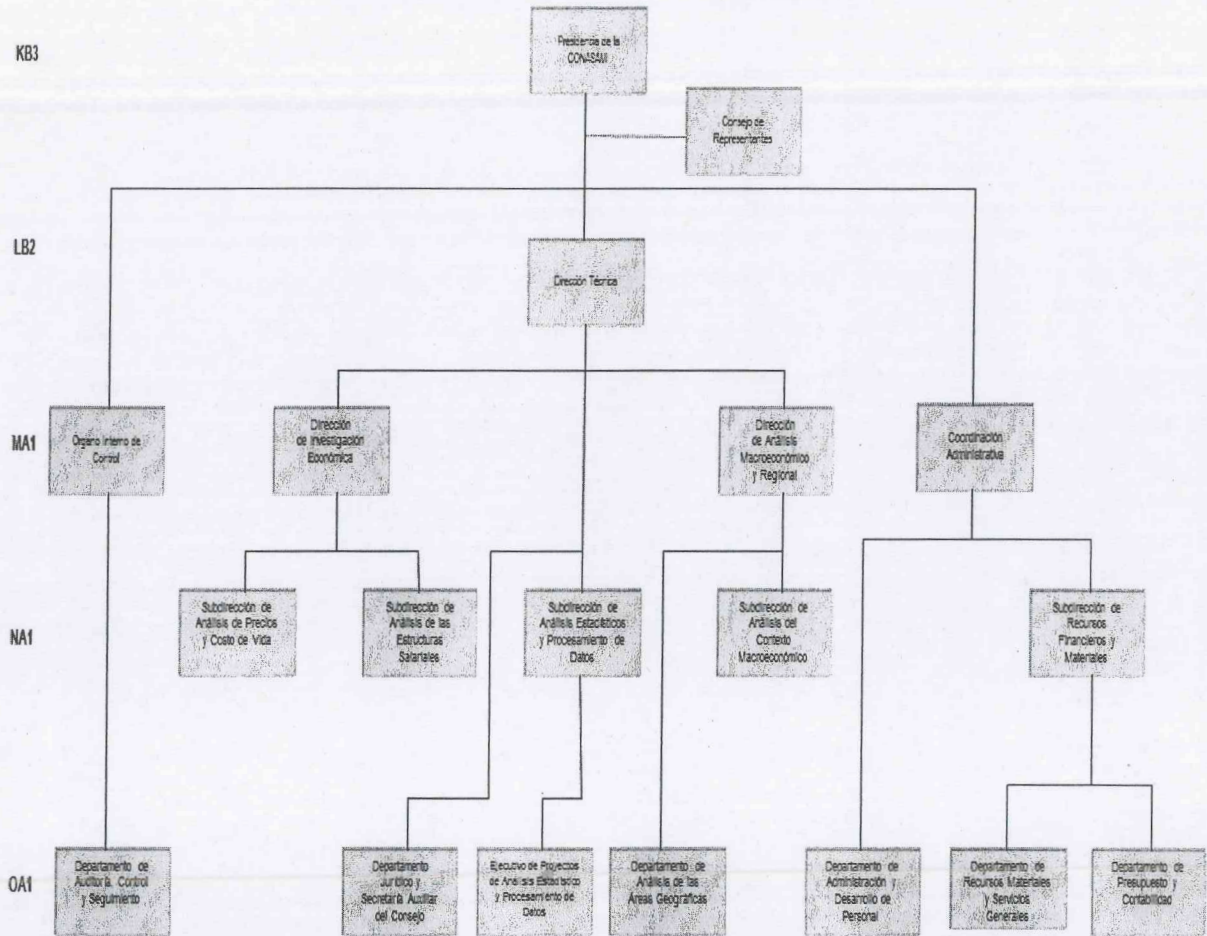 KB3
Presidencia de la
CONASAMI
Consejo de
Representantes
LB2
Dirección Técnica
MA1
Órgano Interno de
Control
Dirección
de Investigación
Económica
Dirección
de Análisis
Macroeconómico
y Regional
Coordinación
Administrativa
NA1
Subdirección de
Análisis de Precios
y Costo de Vida
Subdirección de
Análisis de las
Estructuras
Salariales
Subdirección de
Análisis Estadísticos
y Procesamiento de
Datos
Subdirección de
Análisis del
Contexto
Macroeconómico
Subdirección de
Recursos
Financieros y
Materiales
OA1
Departamento de
Auditoría, Control
y Seguimiento
Departamento
Jurídico y
Secretaría Auxiliar
del Consejo
Ejecutivo de Proyectos
de Análisis Estadístico
y Procesamiento de
Datos
Departamento de
Análisis de las
Áreas Geográficas
Departamento de
Administración y
Desarrollo de
Personal
Departamento de
Recursos Materiales
y Servicios
Generales
Departamento de
Presupuesto y
Contabilidad